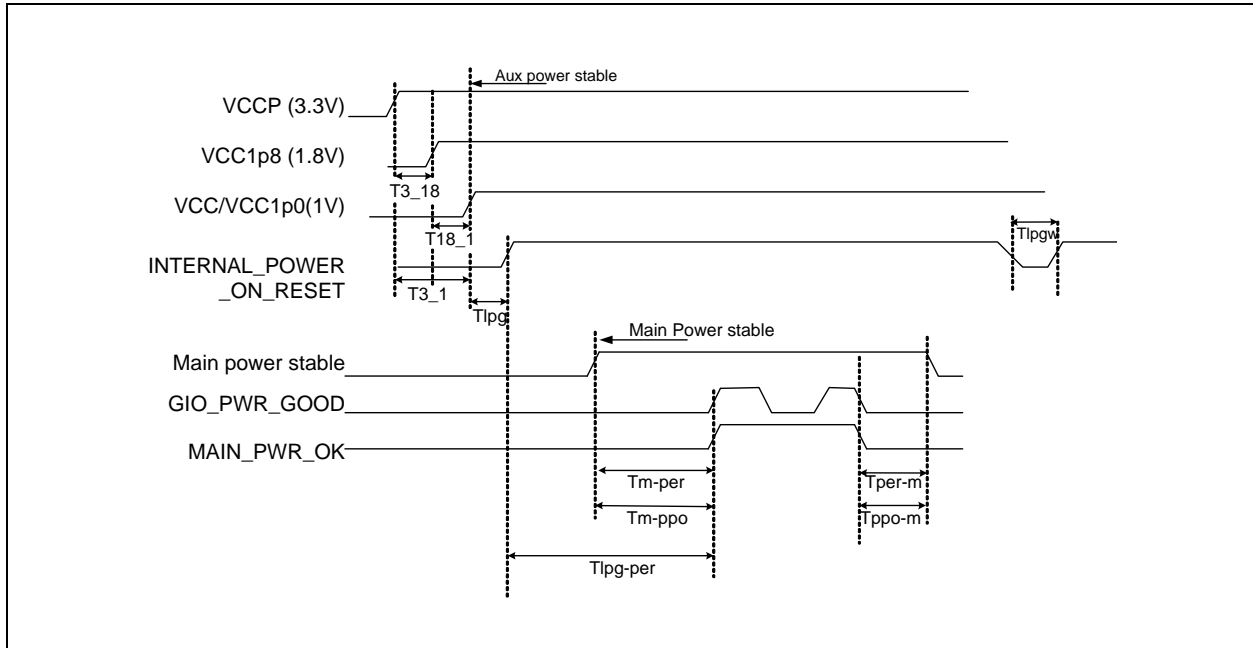 Aux power stable
VCCP (3.3V)
VCC1p8 (1.8V)
T3_18
VCC/VCC1p0(1V)
T18_1
Tlpgw
INTERNAL_POWER
_ON_RESET
T3_1
Tlpg
Main Power stable
Main power stable
GIO_PWR_GOOD
MAIN_PWR_OK
Tm-per
Tper-m
Tm-ppo
Tppo-m
Tlpg-per